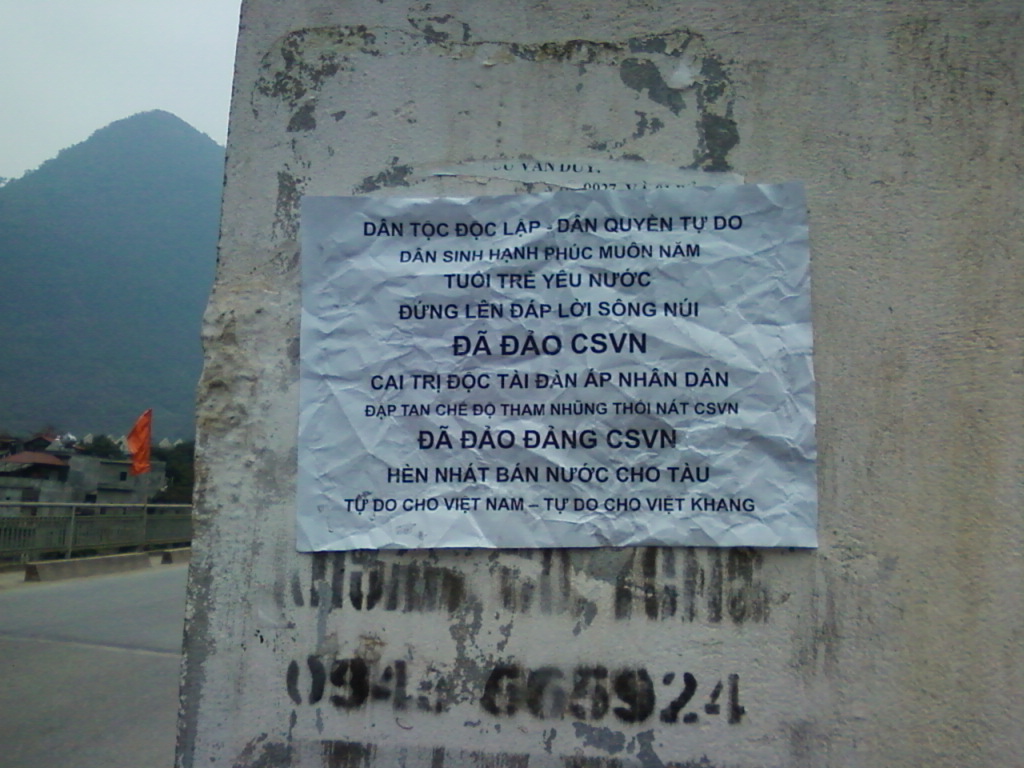 VĂN DUY.
DÂN TỘC ĐỘC LẬP - DÂN QUYỀN TỰ DO
DÂN SINH HẠNH PHÚC MUÔN NĂM
TUỔI TRẺ YÊU NƯỚC
ĐỨNG LÊN ĐÁP LỜI SÔNG NÚI
ĐÃ ĐẢO CSVN
CAI TRỊ ĐỘC TÀI ĐÀN ÁP NHÂN DÂN
ĐẠP TAN CHẾ ĐỘ THAM NHŨNG THỐI NÁT CSVN
ĐÃ ĐẢO ĐẢNG CSVN
HÈN NHÁT BÁN NƯỚC CHO TÀU
TỰ DO CHO VIỆT NAM – TỰ DO CHO VIỆT KHANG
665924